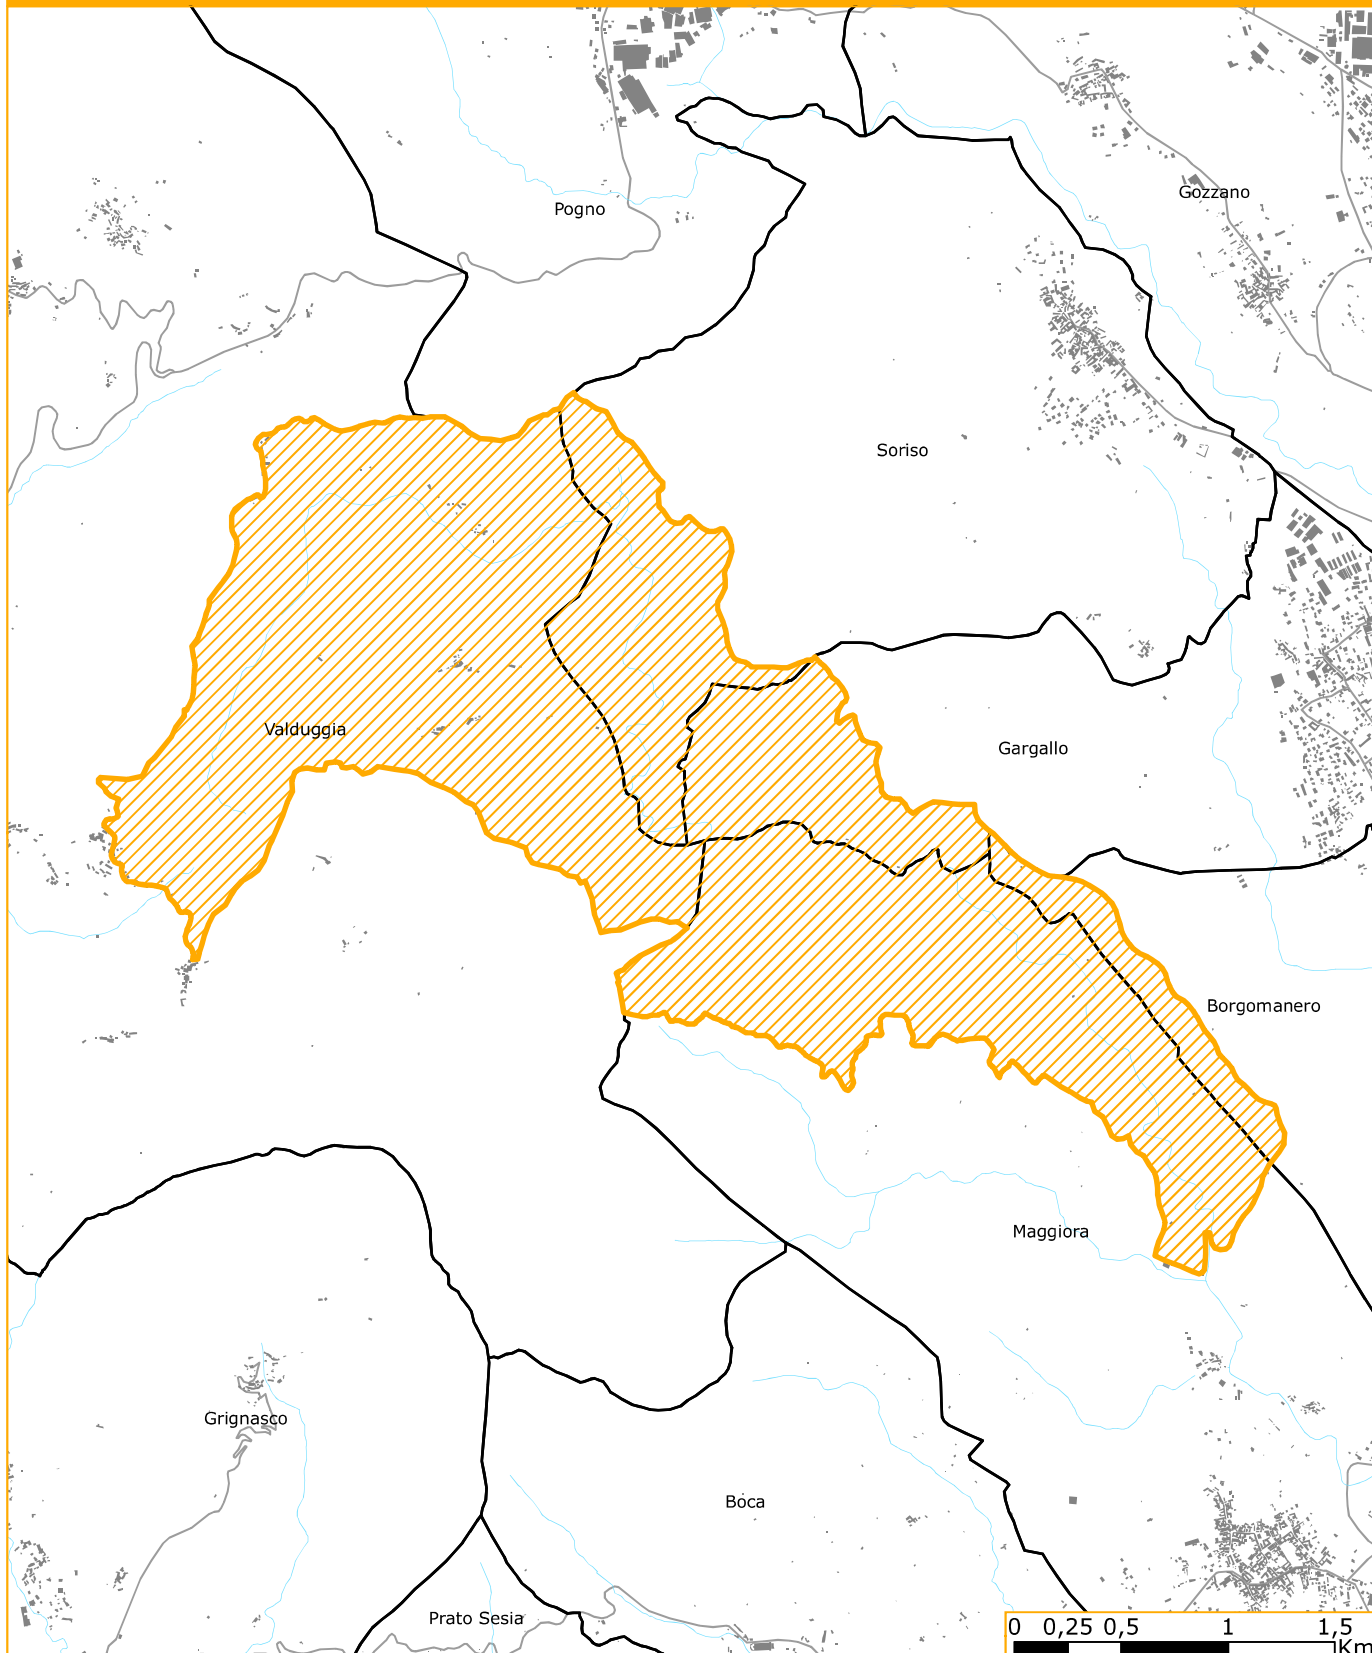 Gozzano
Pogno
Soriso
Valduggia
Gargallo
Borgomanero
Maggiora
Grignasco
Boca
Prato Sesia
0 0,25 0,5 1 1,5
Km